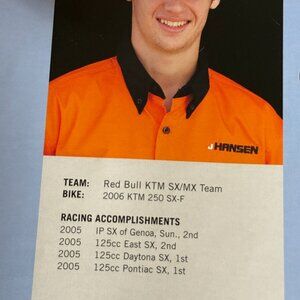 JHANSEN
TEAM: Red Bull KTM SX/MX Team
BIKE: 2006 KTM 250 SX-F
RACING ACCOMPLISHMENTS
2005 IP SX of Genoa, Sun., 2nd
2005 125cc East SX, 2nd
2005 125cc Daytona SX, 1st
2005 125cc Pontiac SX, 1st